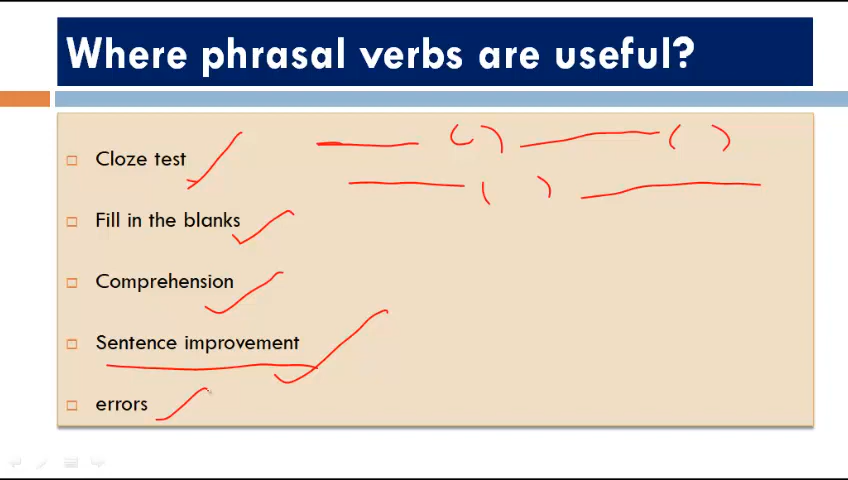 Where phrasal verbs are useful?
Cloze test
Fill in the blanks
Comprehension
Sentence improvement
errors